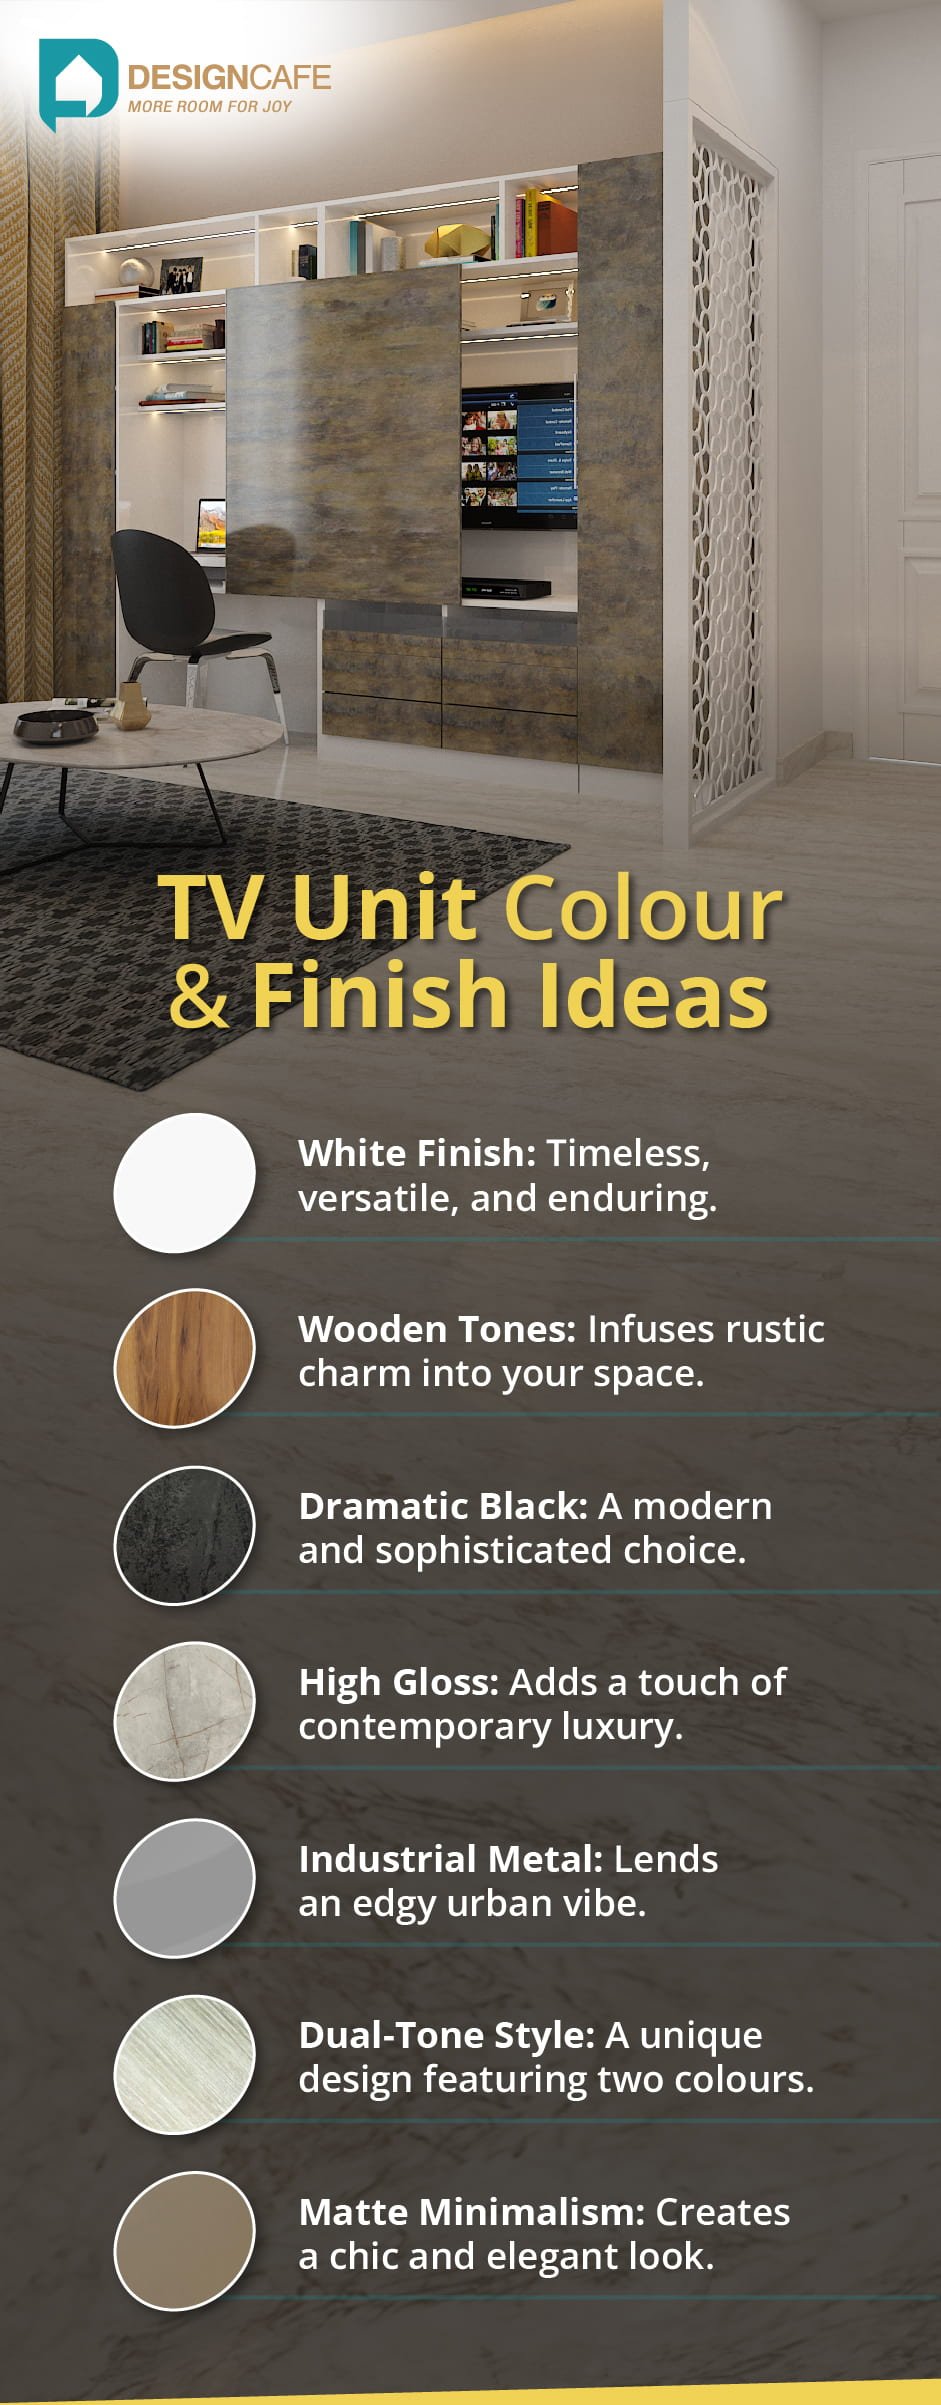 DESIGNCAFE
MORE ROOM FOR JOY
TV Unit Colour
& Finish Ideas
White Finish: Timeless,
versatile, and enduring.
Wooden Tones: Infuses rustic
charm into your space.
Dramatic Black: A modern
and sophisticated choice.
High Gloss: Adds a touch of
contemporary luxury.
Industrial Metal: Lends
an edgy urban vibe.
Dual-Tone Style: A unique
design featuring two colours.
Matte Minimalism: Creates
a chic and elegant look.